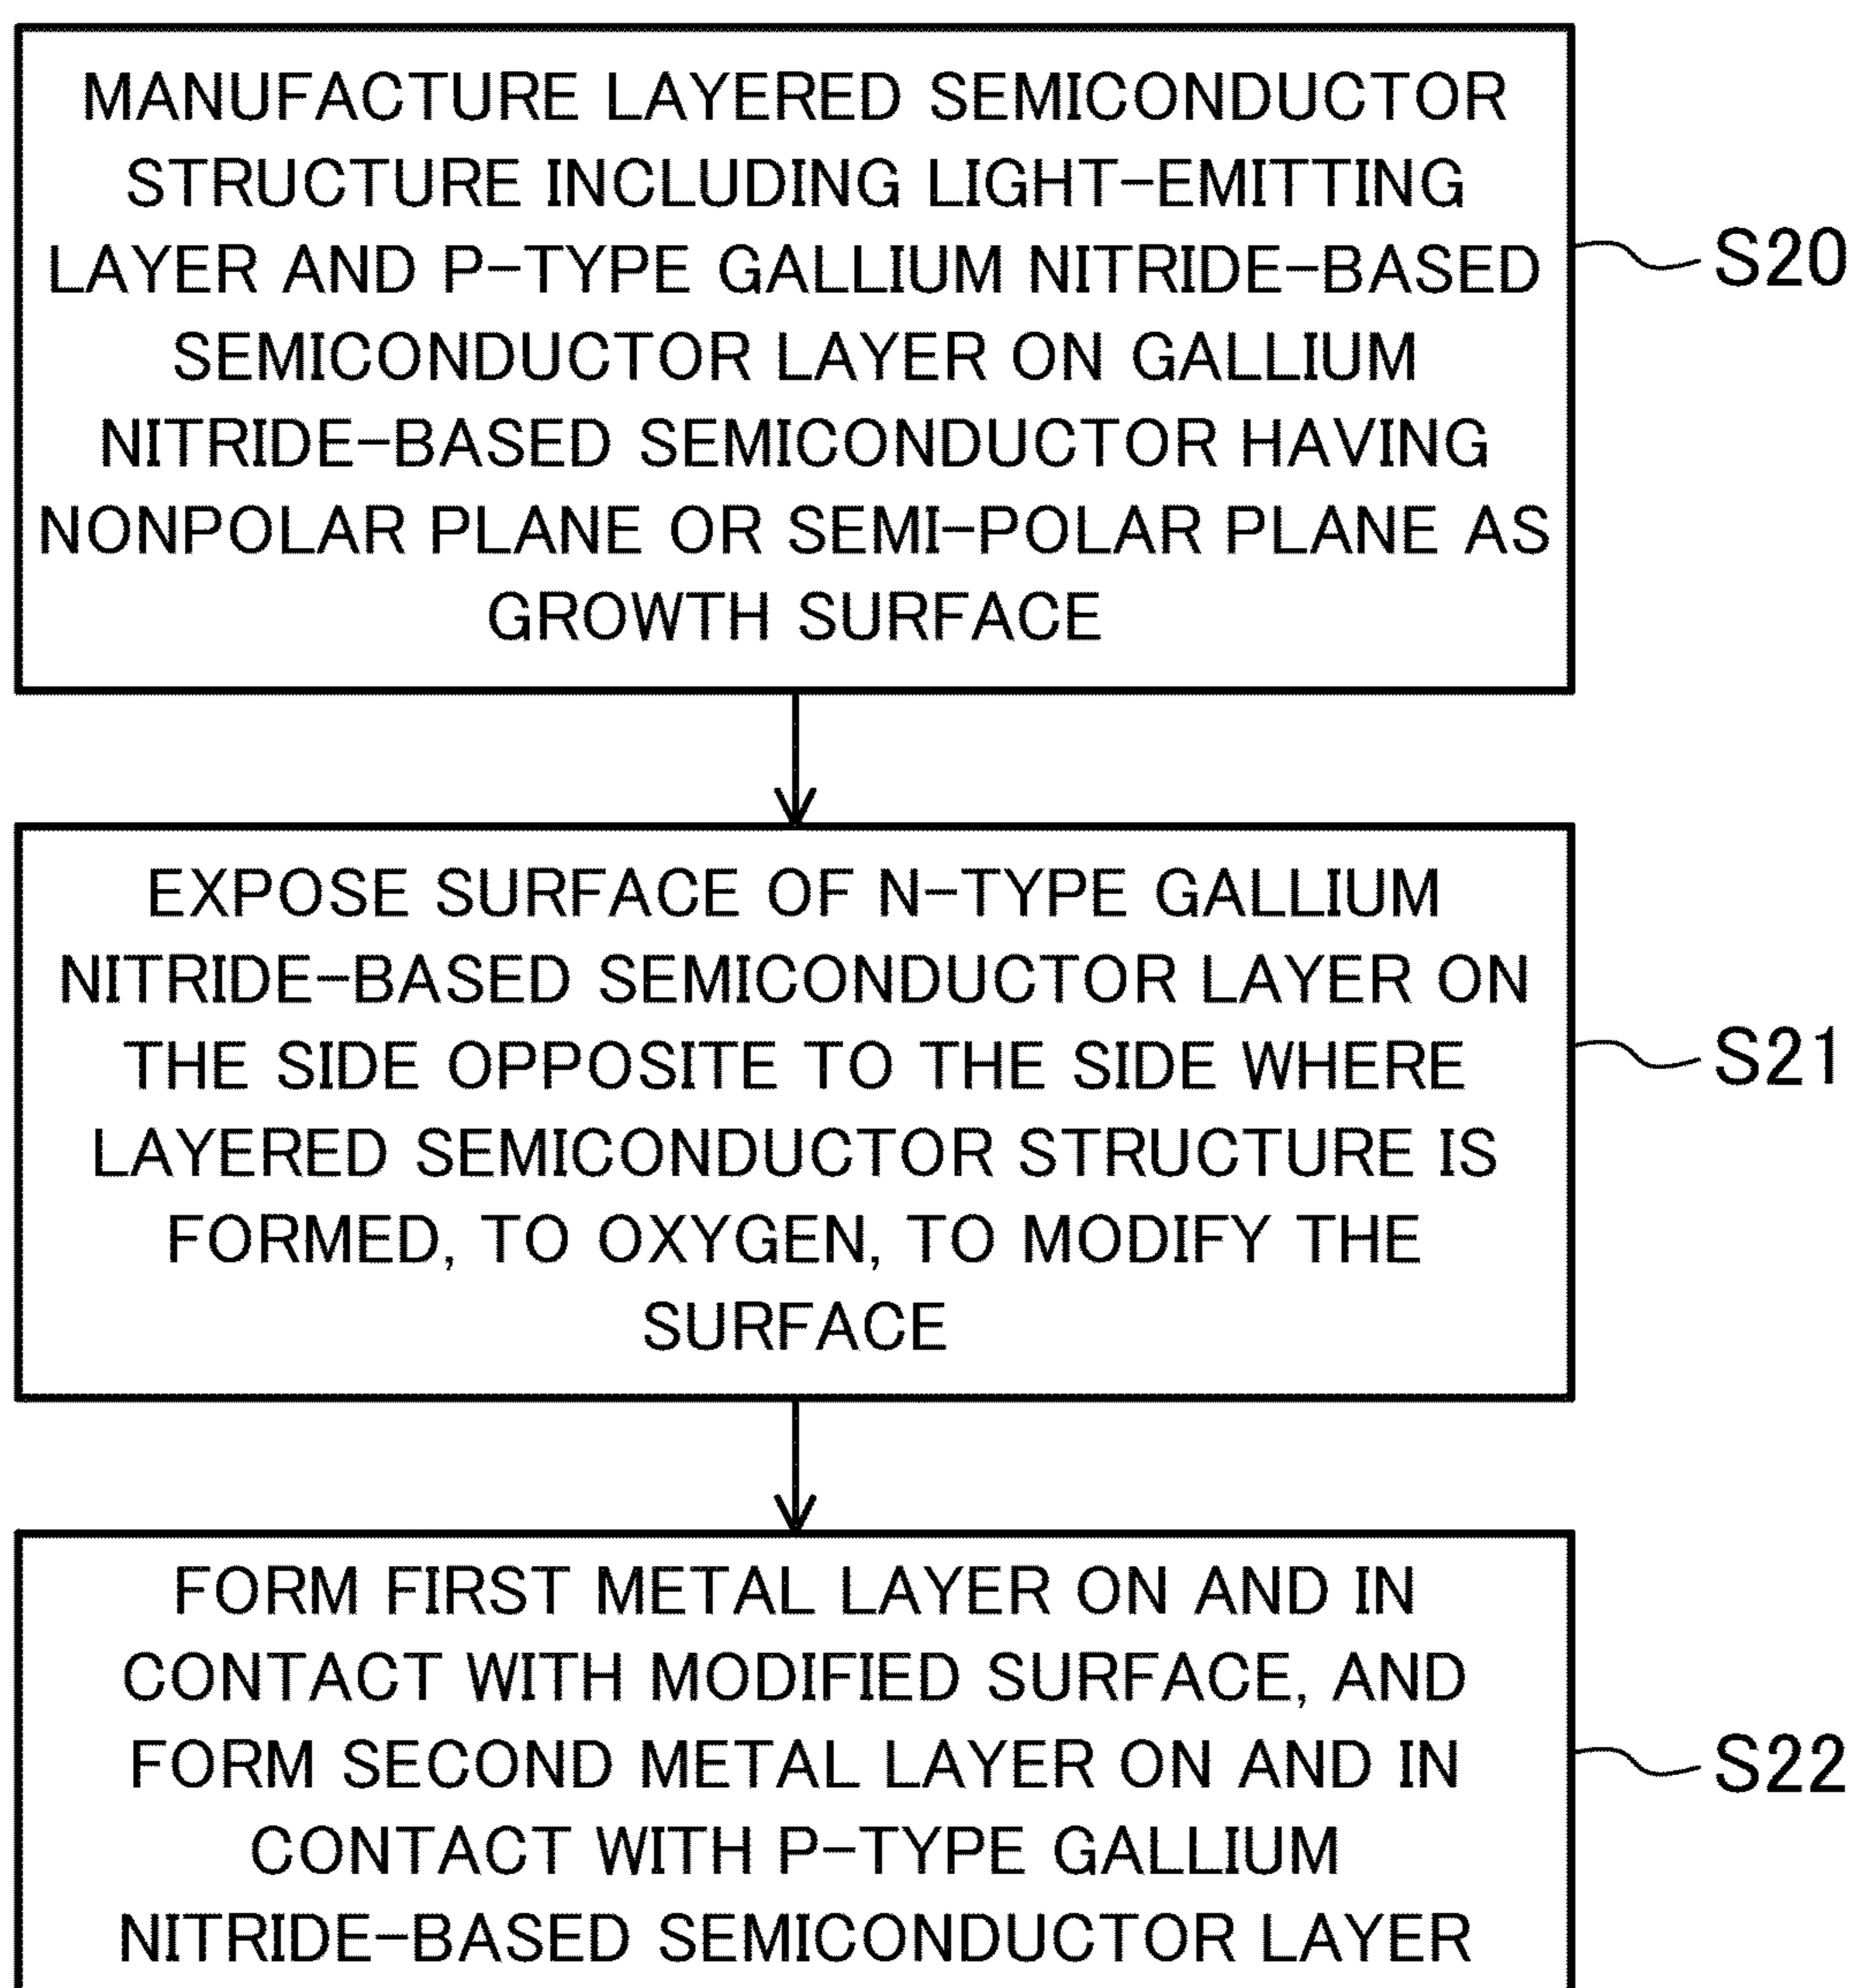 MANUFACTURE LAYERED SEMICONDUCTOR
STRUCTURE INCLUDING LIGHT-EMITTING
LAYER AND P-TYPE GALLIUM NITRIDE-BASED
SEMICONDUCTOR LAYER ON GALLIUM
NITRIDE-BASED SEMICONDUCTOR HAVING
NONPOLAR PLANE OR SEMI-POLAR PLANE AS
GROWTH SURFACE
S20
EXPOSE SURFACE OF N-TYPE GALLIUM
NITRIDE-BASED SEMICONDUCTOR LAYER ON
THE SIDE OPPOSITE TO THE SIDE WHERE
LAYERED SEMICONDUCTOR STRUCTURE IS
FORMED, TO OXYGEN, TO MODIFY THE
SURFACE
S21
FORM FIRST METAL LAYER ON AND IN
CONTACT WITH MODIFIED SURFACE, AND
FORM SECOND METAL LAYER ON AND IN
CONTACT WITH P-TYPE GALLIUM
NITRIDE-BASED SEMICONDUCTOR LAYER
S22